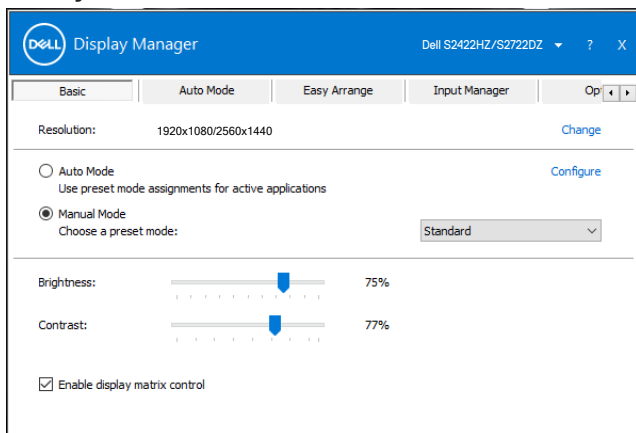 DELL Display Manager Dell S2422HZ/S2722DZ ? X
Basic Auto Mode Easy Arrange Input Manager Op
Resolution: 1920x1080/2560x1440 Change
Auto Mode Configure
Use preset mode assignments for active applications
Manual Mode
Choose a preset mode: Standard
Brightness: 75%
Contrast: 77%
Enable display matrix control